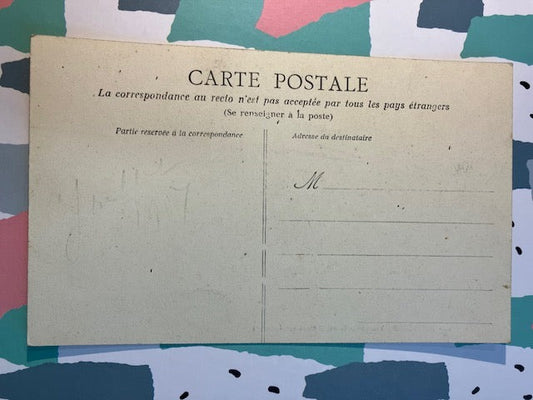 CARTE POSTALE
La correspondance au recto n'est pas acceptée par tous les pays étrangers
(Se renseigner à la poste)
Partie reservée à la correspondance
Adresse du destinataire
M